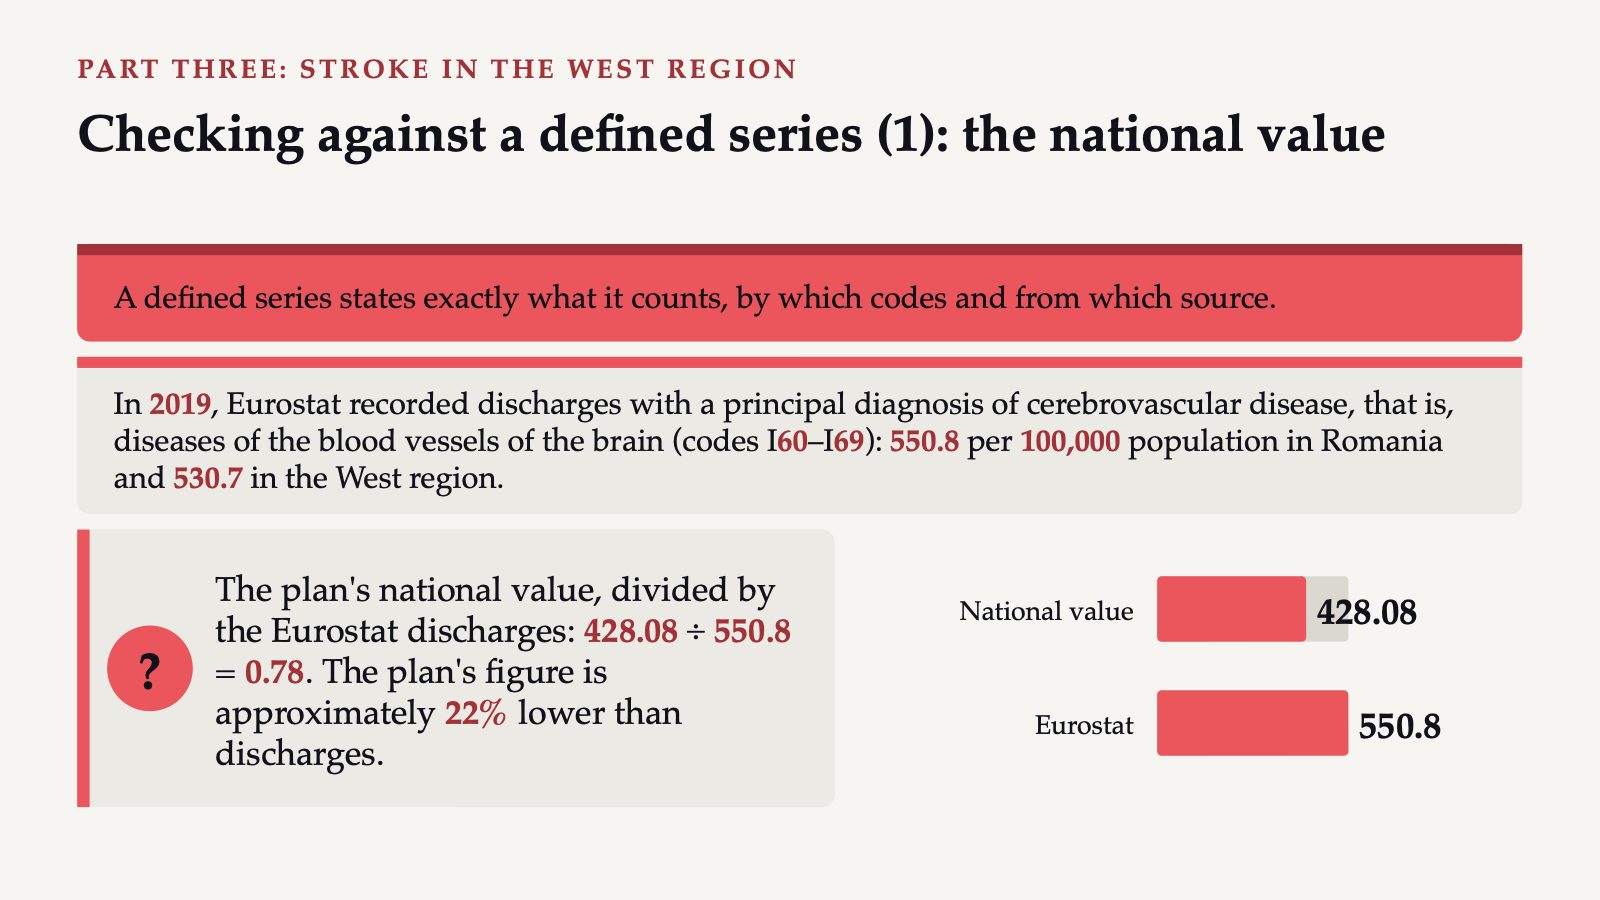 PART THREE: STROKE IN THE WEST REGION
Checking against a defined series (1): the national value
A defined series states exactly what it counts, by which codes and from which source.
In 2019, Eurostat recorded discharges with a principal diagnosis of cerebrovascular disease, that is,
diseases of the blood vessels of the brain (codes I60–I69): 550.8 per 100,000 population in Romania
and 530.7 in the West region.
?
The plan's national value, divided by
the Eurostat discharges: 428.08 ÷ 550.8
= 0.78. The plan's figure is
approximately 22% lower than
discharges.
National value 428.08
Eurostat 550.8